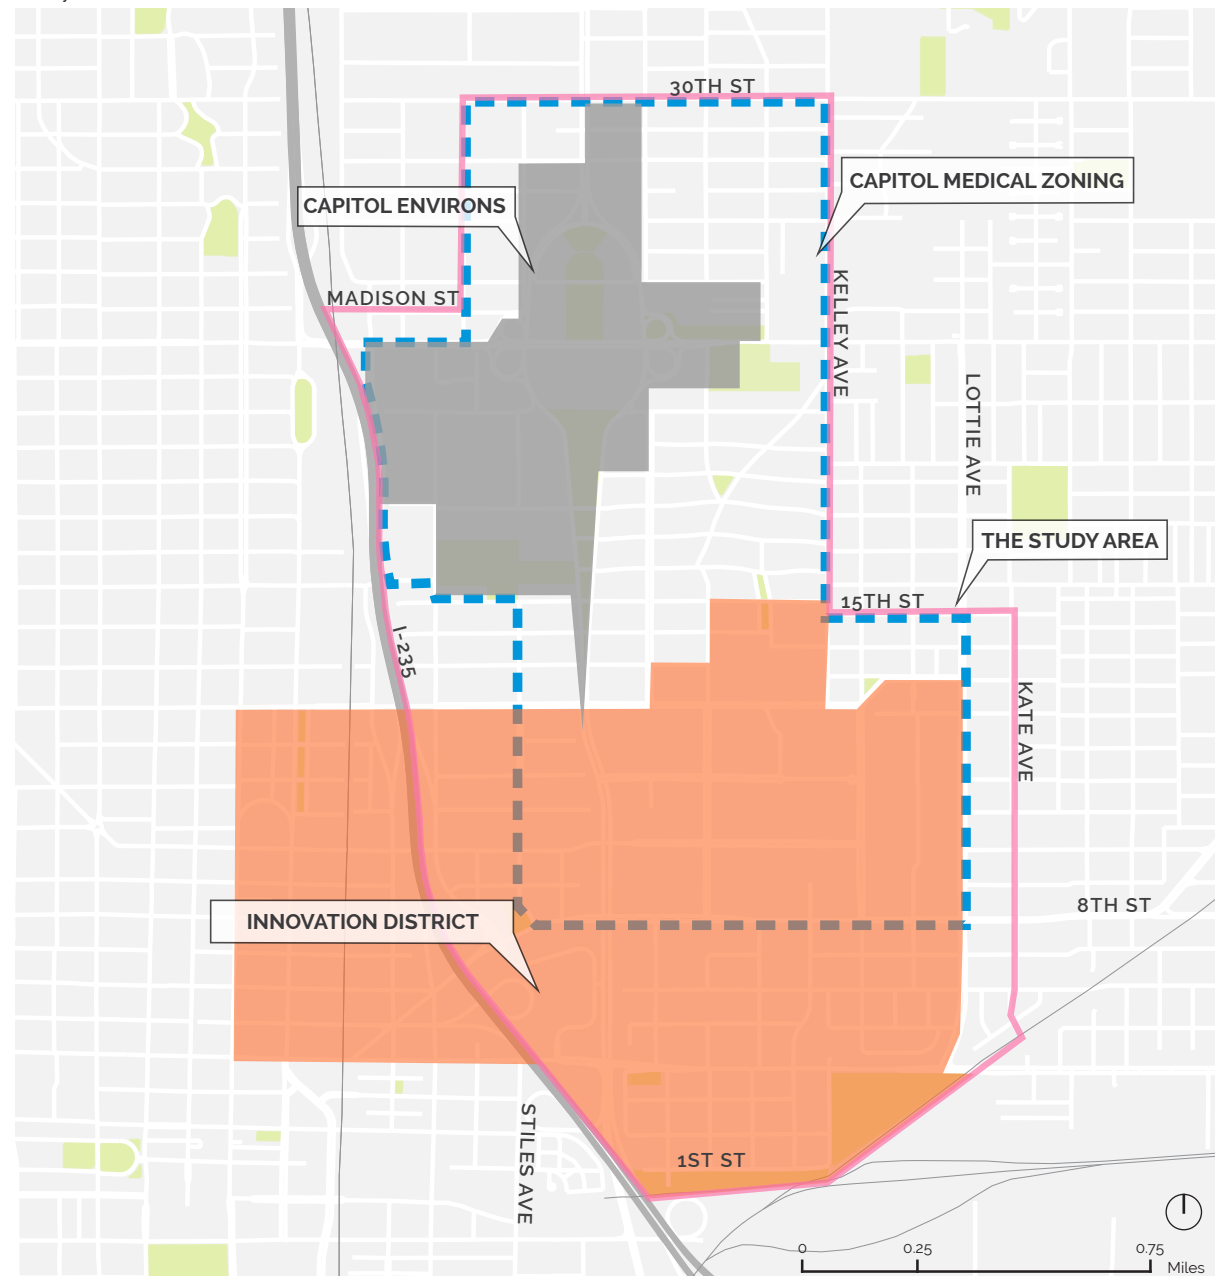 30TH ST
CAPITOL MEDICAL ZONING
CAPITOL ENVIRONS
MADISON ST
KELLEY AVE
LOTTIE AVE
THE STUDY AREA
15TH ST
I-235
KATE AVE
8TH ST
INNOVATION DISTRICT
STILES AVE
1ST ST
0 0.25 0.75
Miles